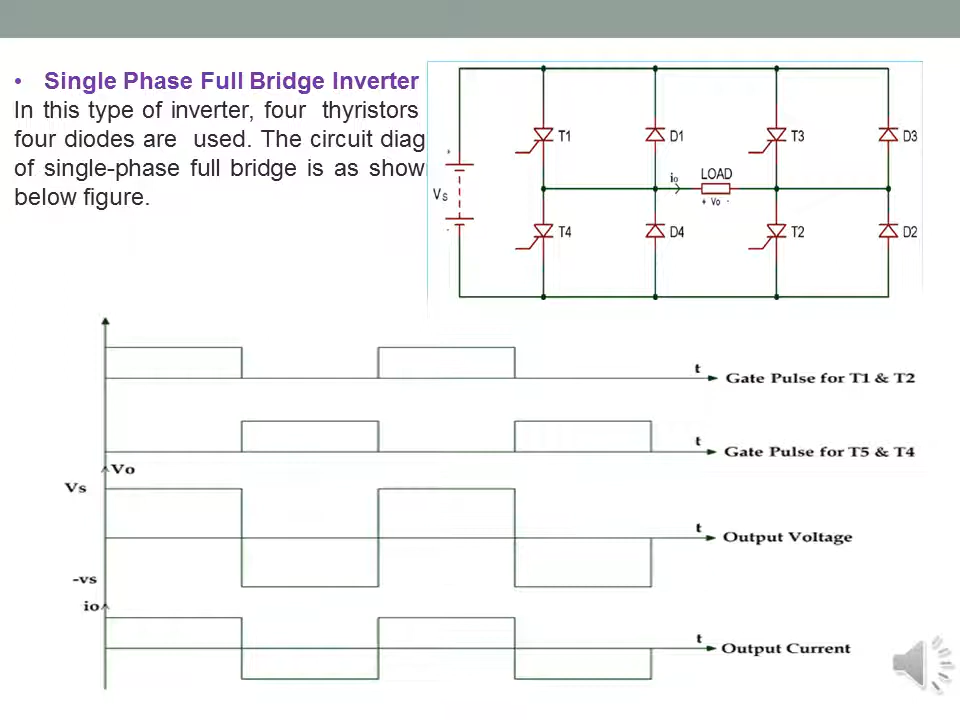 • Single Phase Full Bridge Inverter
In this type of inverter, four thyristors
four diodes are used. The circuit diag
of single-phase full bridge is as show
below figure.
T1
D1
T3
D3
+
Vs
-
io
LOAD
+ Vo -
T4
D4
T2
D2
t
Gate Pulse for T1 & T2
t
Gate Pulse for T5 & T4
Vo
Vs
t
Output Voltage
-vs
io
t
Output Current